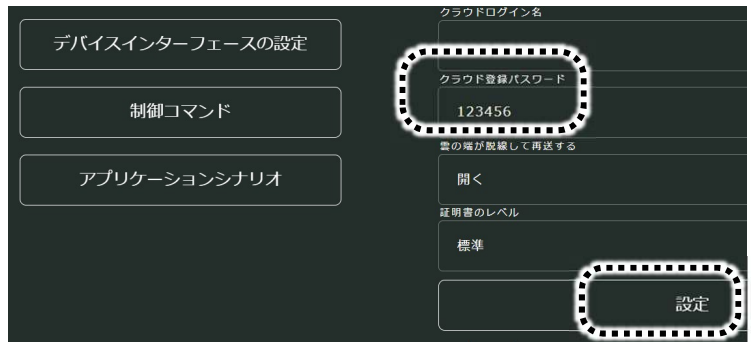 デバイスインターフェースの設定
制御コマンド
アプリケーションシナリオ
クラウドログイン名
クラウド登録パスワード
123456
雲の端が脱線して再送する
開く
証明書のレベル
標準
設定